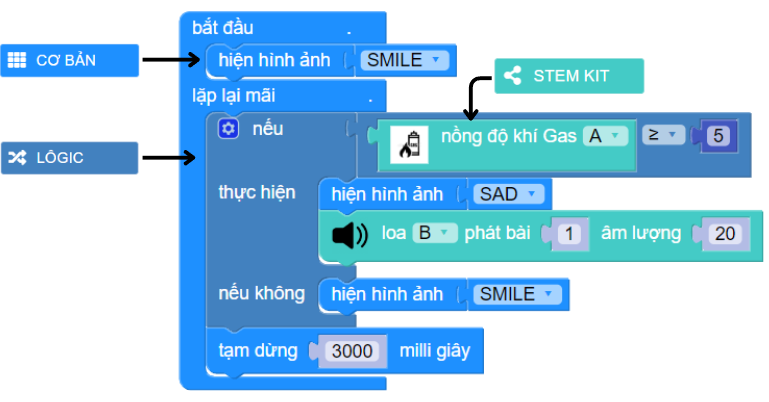 bắt đầu .
CƠ BẢN
hiện hình ảnh SMILE
STEM KIT
lặp lại mãi .
LÔGIC
nếu nồng độ khí Gas A ≥ 5
thực hiện hiện hình ảnh SAD
loa B phát bài 1 âm lượng 20
nếu không hiện hình ảnh SMILE
tạm dừng 3000 milli giây